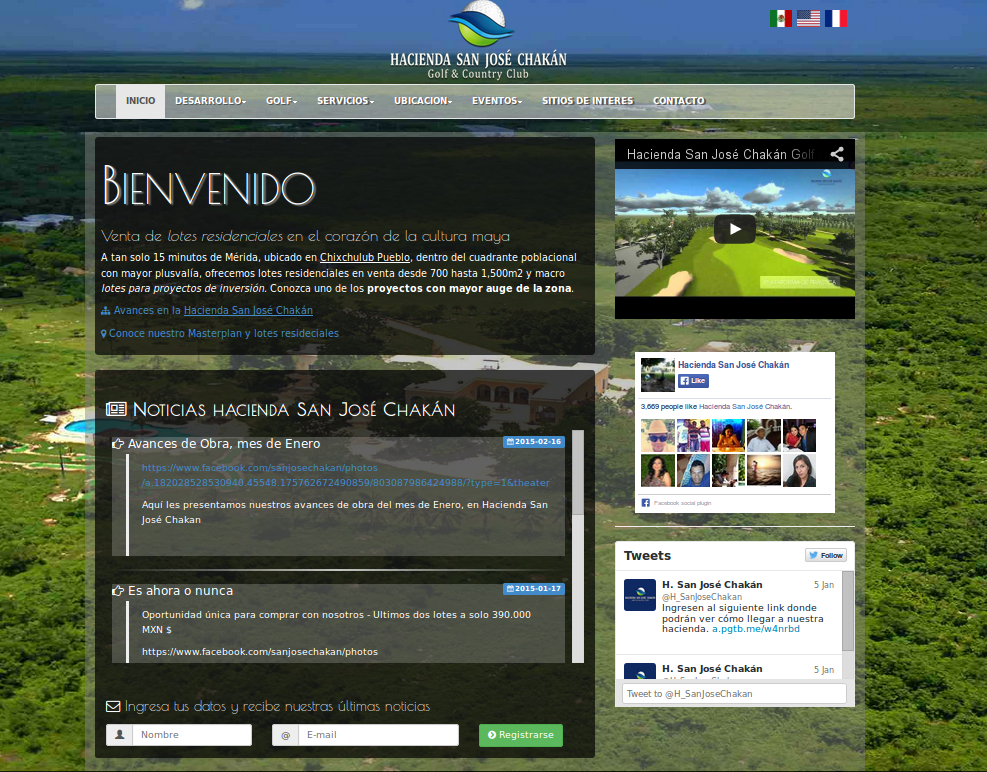 HACIENDA SAN JOSÉ CHAKÁN
Golf & Country Club
INICIO DESARROLLO GOLF SERVICIOS UBICACION EVENTOS SITIOS DE INTERES CONTACTO
BIENVENIDO
Venta de lotes residenciales en el corazón de la cultura maya
A tan solo 15 minutos de Mérida, ubicado en Chixchulub Pueblo, dentro del cuadrante poblacional
con mayor plusvalía, ofrecemos lotes residenciales en venta desde 700 hasta 1,500m2 y macro
lotes para proyectos de inversión. Conozca uno de los proyectos con mayor auge de la zona.
Avances en la Hacienda San José Chakán
Conoce nuestro Masterplan y lotes resideciales
NOTICIAS HACIENDA SAN JOSÉ CHAKÁN
Avances de Obra, mes de Enero 2015-02-16
https://www.facebook.com/sanjosechakan/photos
/a.182028528530940.45548.175762672490859/803087986424988/?type=1&theater
Aquí les presentamos nuestros avances de obra del mes de Enero, en Hacienda San
José Chakan
Es ahora o nunca 2015-01-17
Oportunidad única para comprar con nosotros - Ultimos dos lotes a solo 390.000
MXN $
https://www.facebook.com/sanjosechakan/photos
Ingresa tus datos y recibe nuestras últimas noticias
Nombre @ E-mail Registrarse
Hacienda San José Chakán Golf
Hacienda San José Chakán
Like
3,669 people like Hacienda San José Chakán.
Facebook social plugin
Tweets Follow
H. San José Chakán 5 Jan
@H_SanJoseChakan
Ingresen al siguiente link donde
podrán ver cómo llegar a nuestra
hacienda. a.pgtb.me/w4nrbd
H. San José Chakán 5 Jan
Tweet to @H_SanJoseChakan